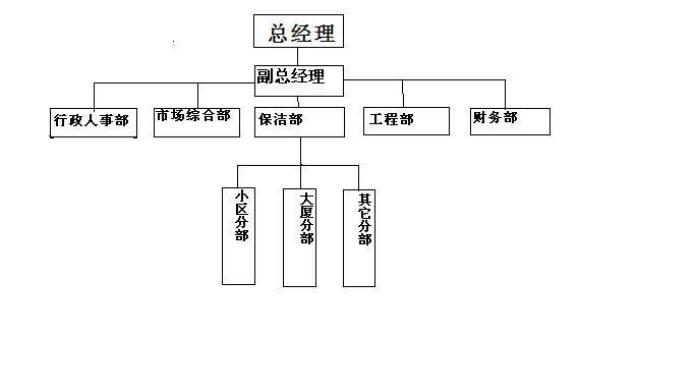 总经理
副总经理
行政人事部
市场综合部
保洁部
工程部
财务部
小区分部
大厦分部
其它分部